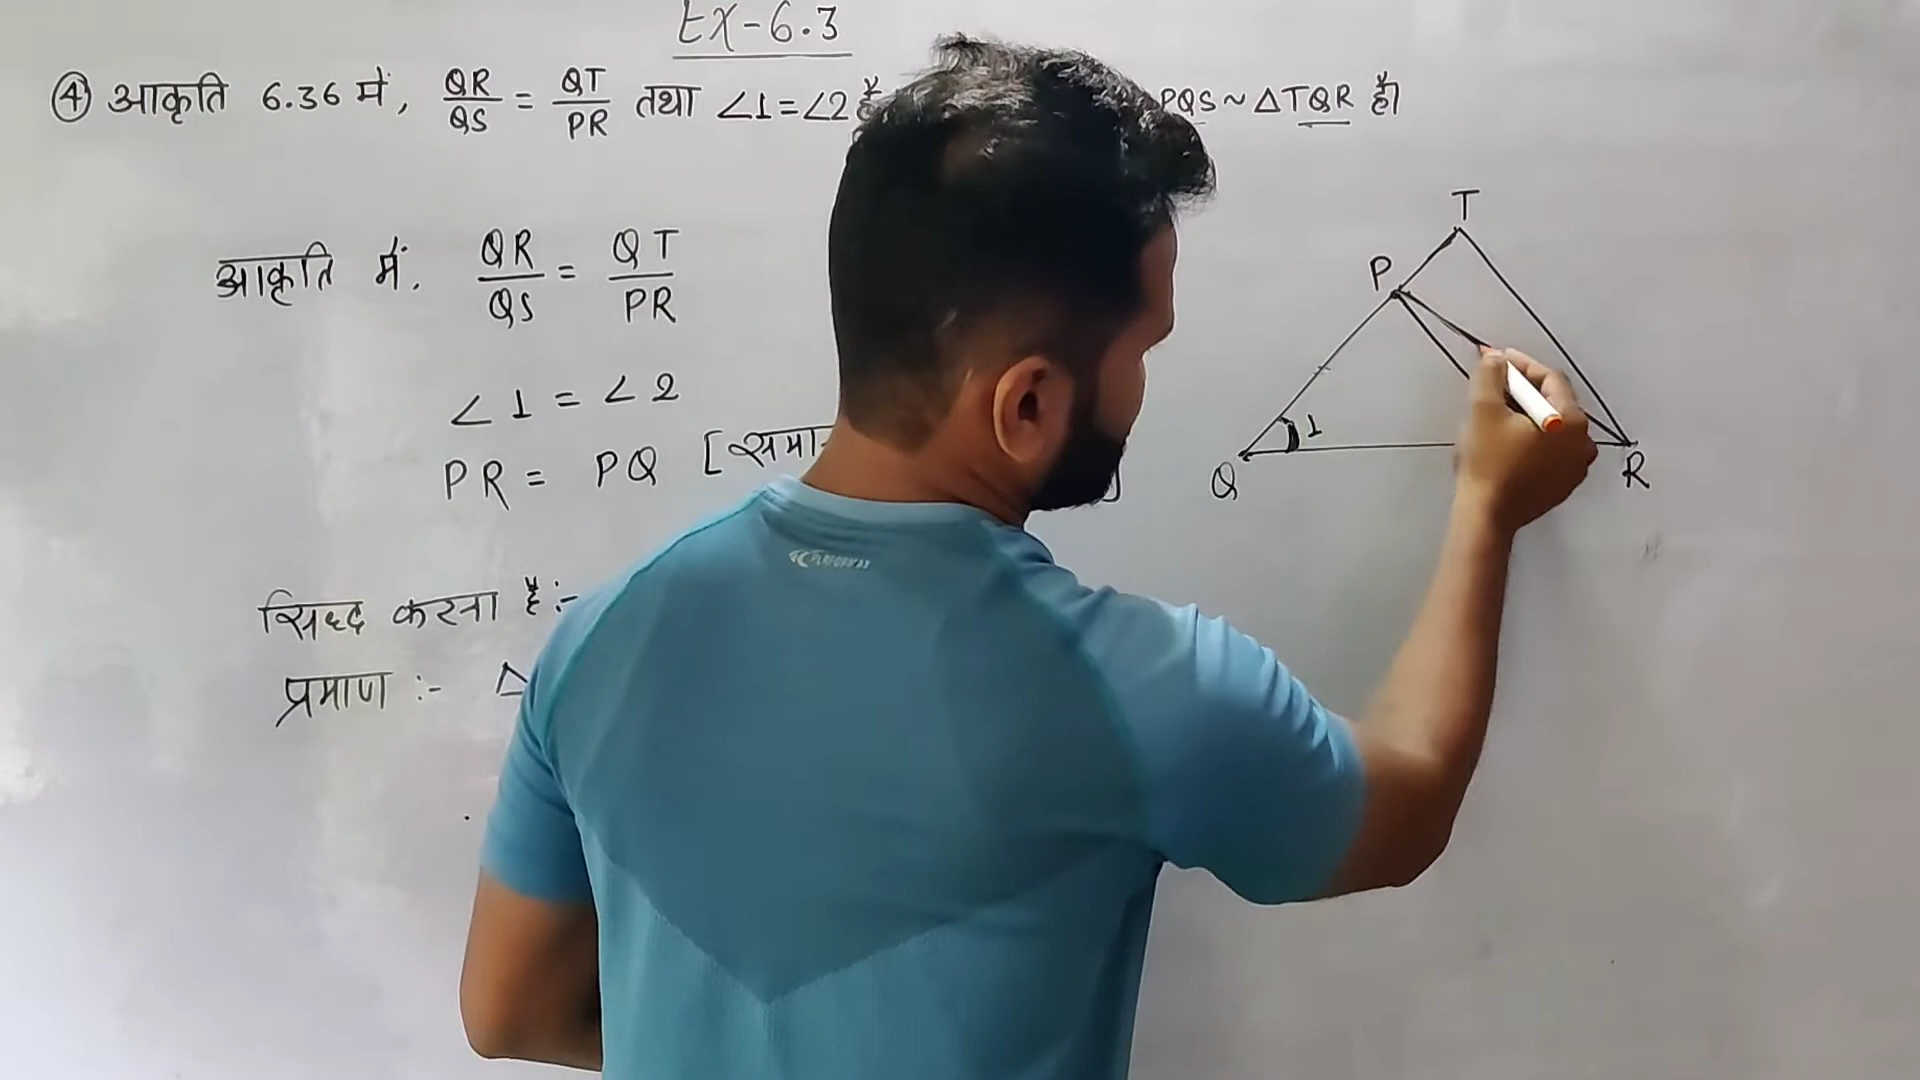 Ex-6.3
④ आकृति 6.36 में, QR/QS = QT/PR तथा ∠1=∠2 है PQS ~ ΔTQR है।
आकृति में. QR/QS = QT/PR
∠1 = ∠2
PR = PQ [समा ]
सिध्द करना है:-
प्रमाण :- Δ
T
P
1
Q
R